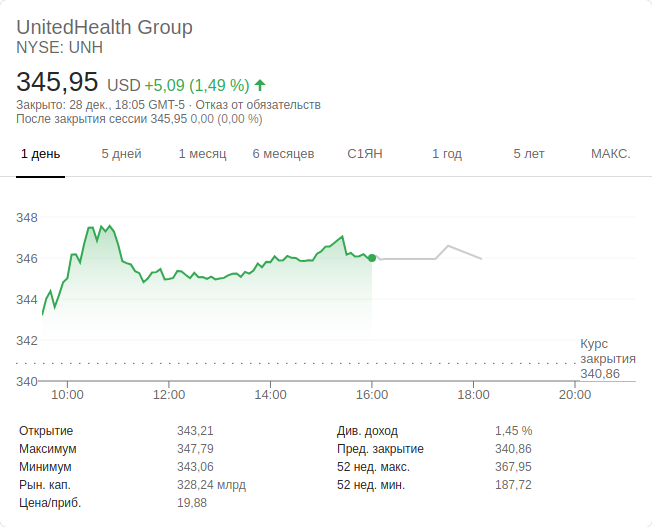 UnitedHealth Group
NYSE: UNH
345,95 USD +5,09 (1,49 %)
Закрыто: 28 дек., 18:05 GMT-5 · Отказ от обязательств
После закрытия сессии 345,95 0,00 (0,00 %)
1 день 5 дней 1 месяц 6 месяцев С1ЯН 1 год 5 лет МАКС.
348
346
344
342
Курс
закрытия
340,86
340
10:00 12:00 14:00 16:00 18:00 20:00
Открытие 343,21 Див. доход 1,45 %
Максимум 347,79 Пред. закрытие 340,86
Минимум 343,06 52 нед. макс. 367,95
Рын. кап. 328,24 млрд 52 нед. мин. 187,72
Цена/приб. 19,88